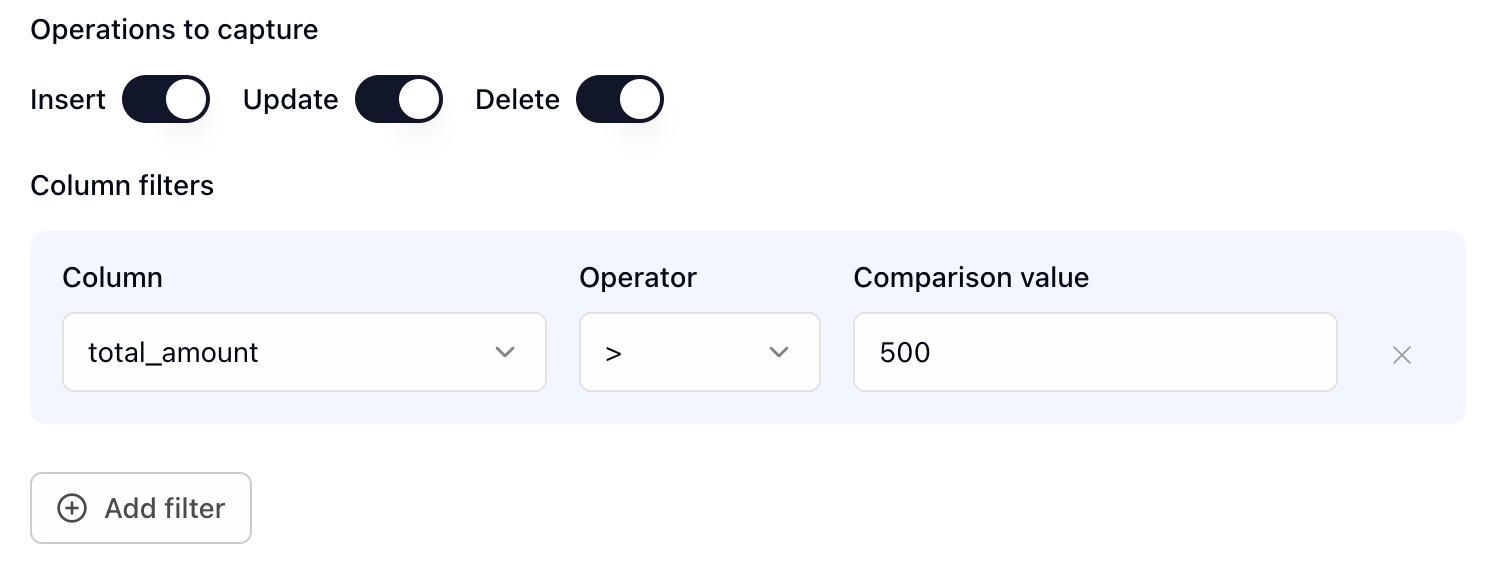 Operations to capture
Insert Update Delete
Column filters
Column Operator Comparison value
total_amount > 500
Add filter